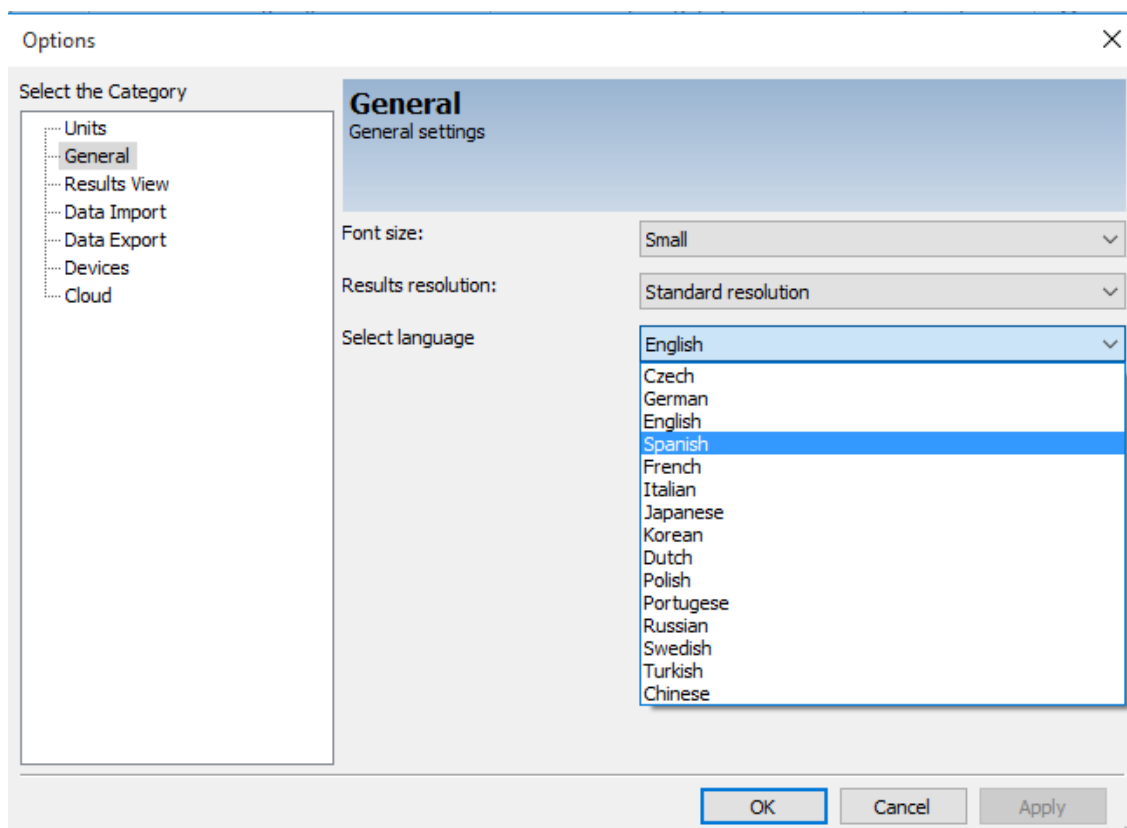 Options
Select the Category
Units
General
Results View
Data Import
Data Export
Devices
Cloud
General
General settings
Font size:
Small
Results resolution:
Standard resolution
Select language
English
Czech
German
English
Spanish
French
Italian
Japanese
Korean
Dutch
Polish
Portugese
Russian
Swedish
Turkish
Chinese
OK
Cancel
Apply